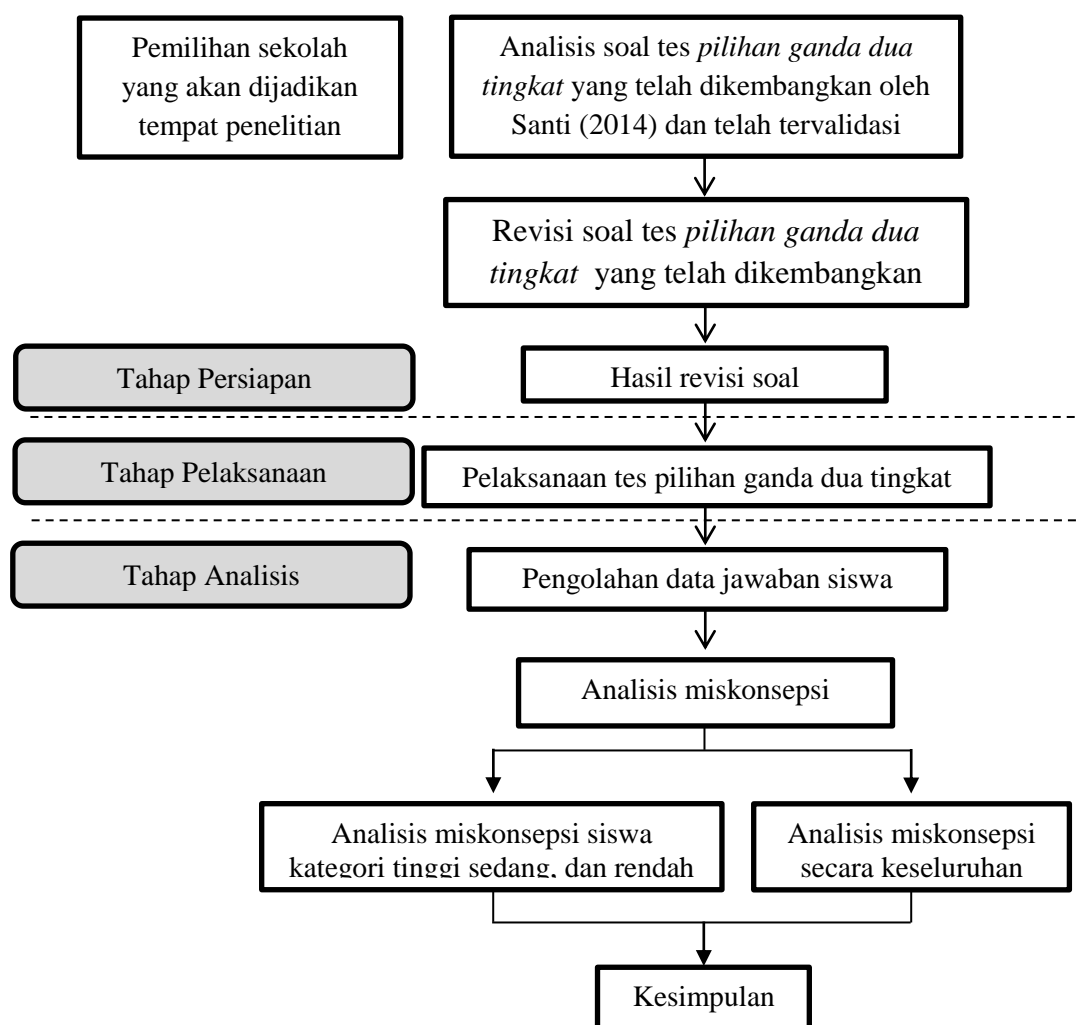 Pemilihan sekolah
yang akan dijadikan
tempat penelitian
Analisis soal tes pilihan ganda dua
tingkat yang telah dikembangkan oleh
Santi (2014) dan telah tervalidasi
Revisi soal tes pilihan ganda dua
tingkat yang telah dikembangkan
Tahap Persiapan
Hasil revisi soal
Tahap Pelaksanaan
Pelaksanaan tes pilihan ganda dua tingkat
Tahap Analisis
Pengolahan data jawaban siswa
Analisis miskonsepsi
Analisis miskonsepsi siswa
kategori tinggi sedang, dan rendah
Analisis miskonsepsi
secara keseluruhan
Kesimpulan